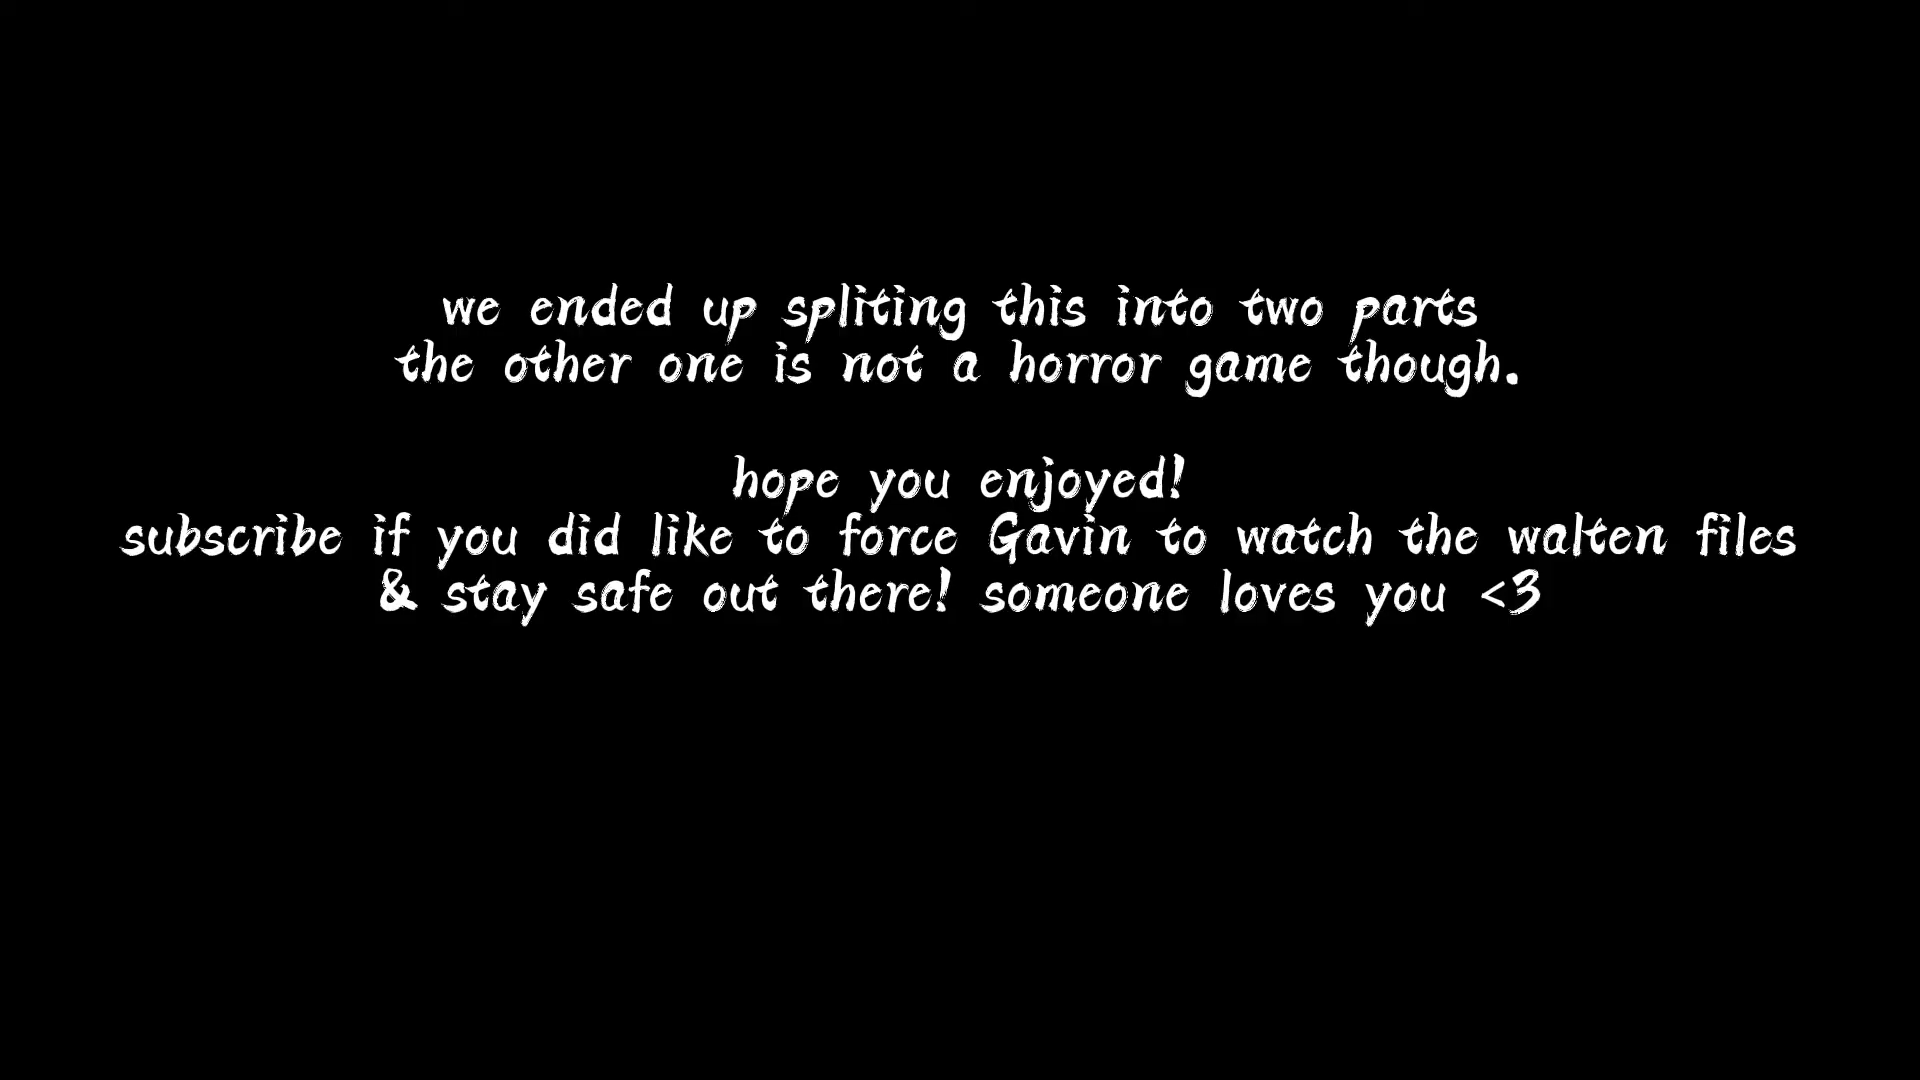 we ended up spliting this into two parts
the other one is not a horror game though.
hope you enjoyed!
subscribe if you did like to force Gavin to watch the walten files
& stay safe out there! someone loves you <3